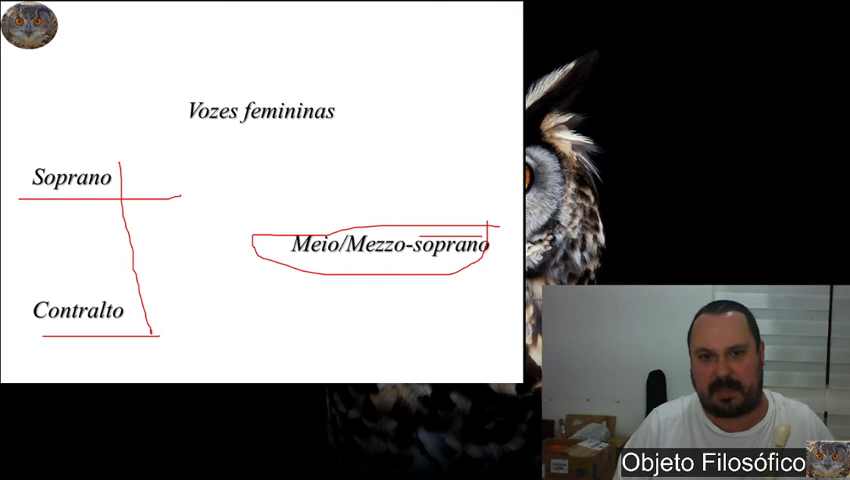 Vozes femininas
Soprano
Meio/Mezzo-soprano
Contralto
Objeto Filosófico